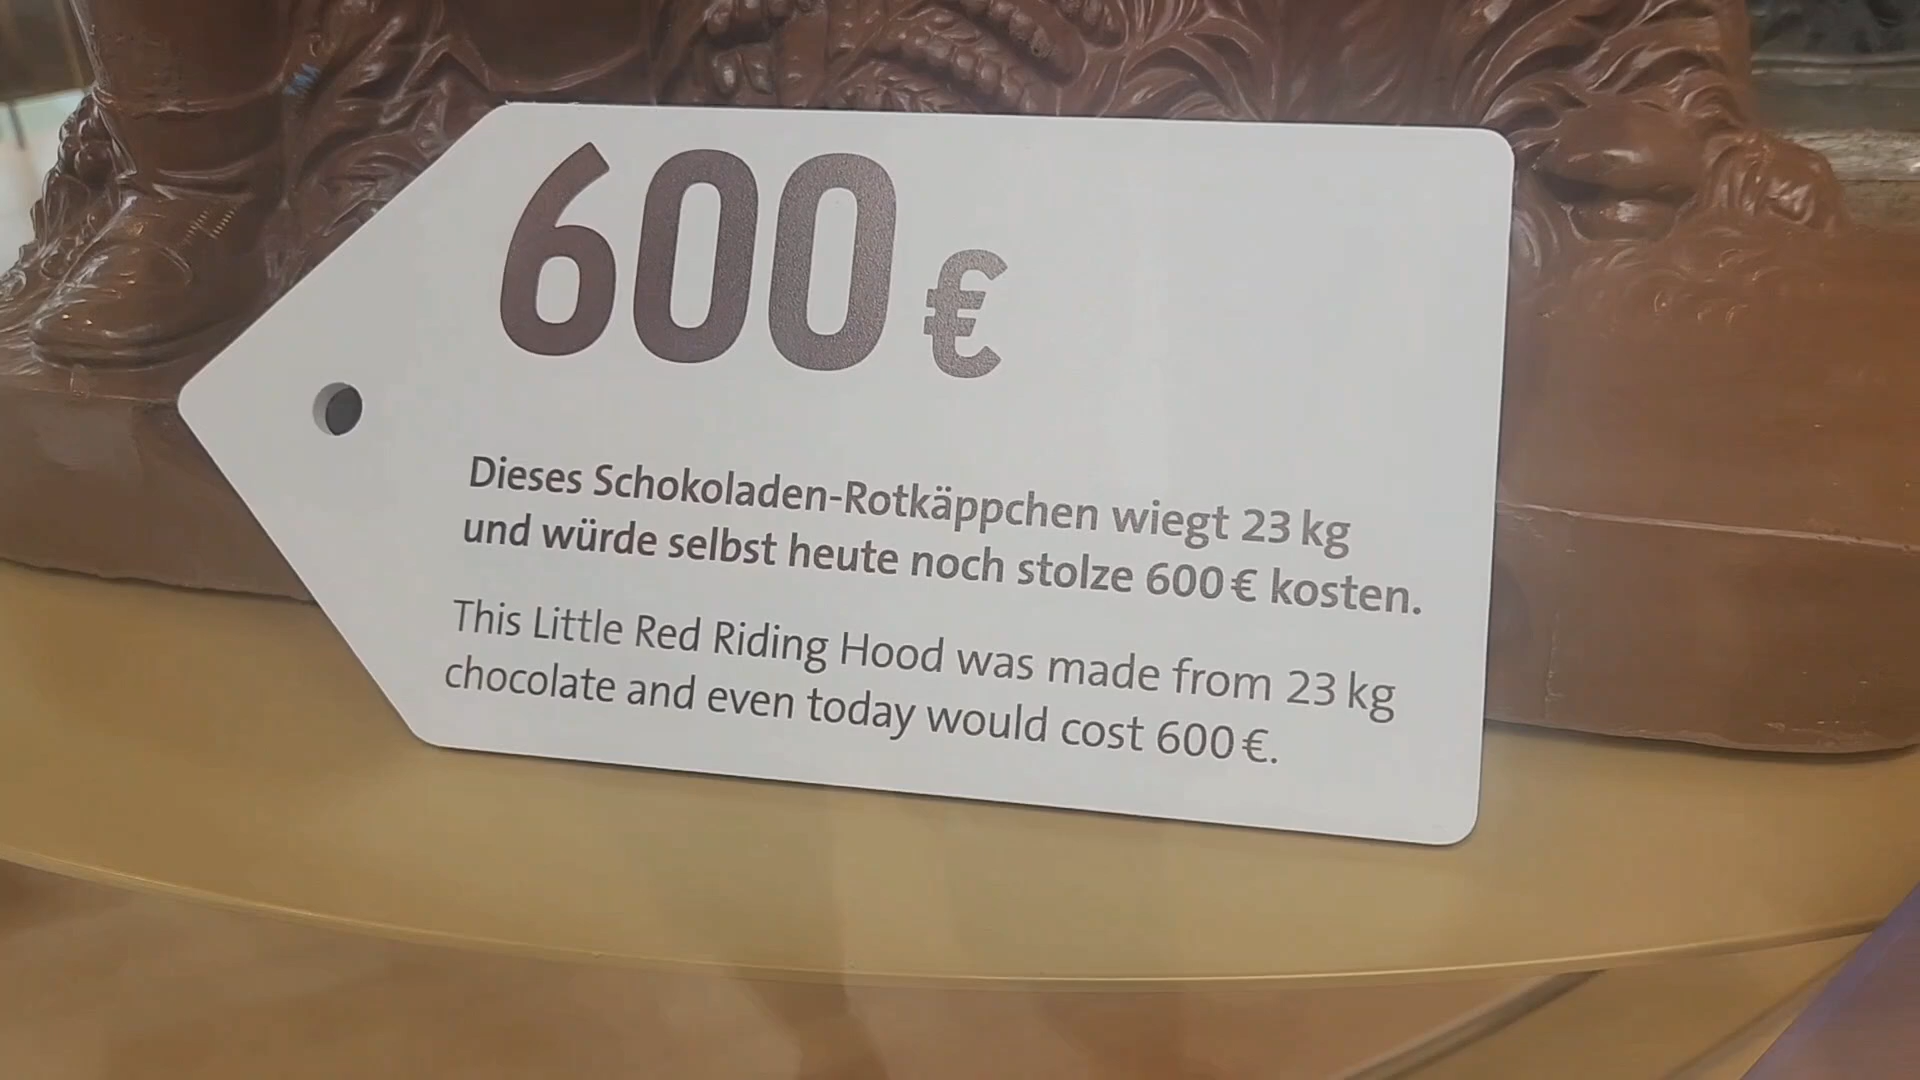 600 €
Dieses Schokoladen-Rotkäppchen wiegt 23 kg
und würde selbst heute noch stolze 600 € kosten.
This Little Red Riding Hood was made from 23 kg
chocolate and even today would cost 600 €.